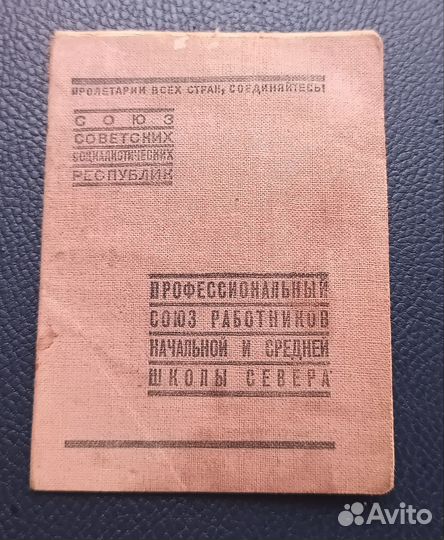 ПРОЛЕТАРИИ ВСЕХ СТРАН, СОЕДИНЯЙТЕСЬ!
СОЮЗ
СОВЕТСКИХ
СОЦИАЛИСТИЧЕСКИХ
РЕСПУБЛИК
ПРОФЕССИОНАЛЬНЫЙ
СОЮЗ РАБОТНИКОВ
НАЧАЛЬНОЙ И СРЕДНЕЙ
ШКОЛЫ СЕВЕРА
Avito